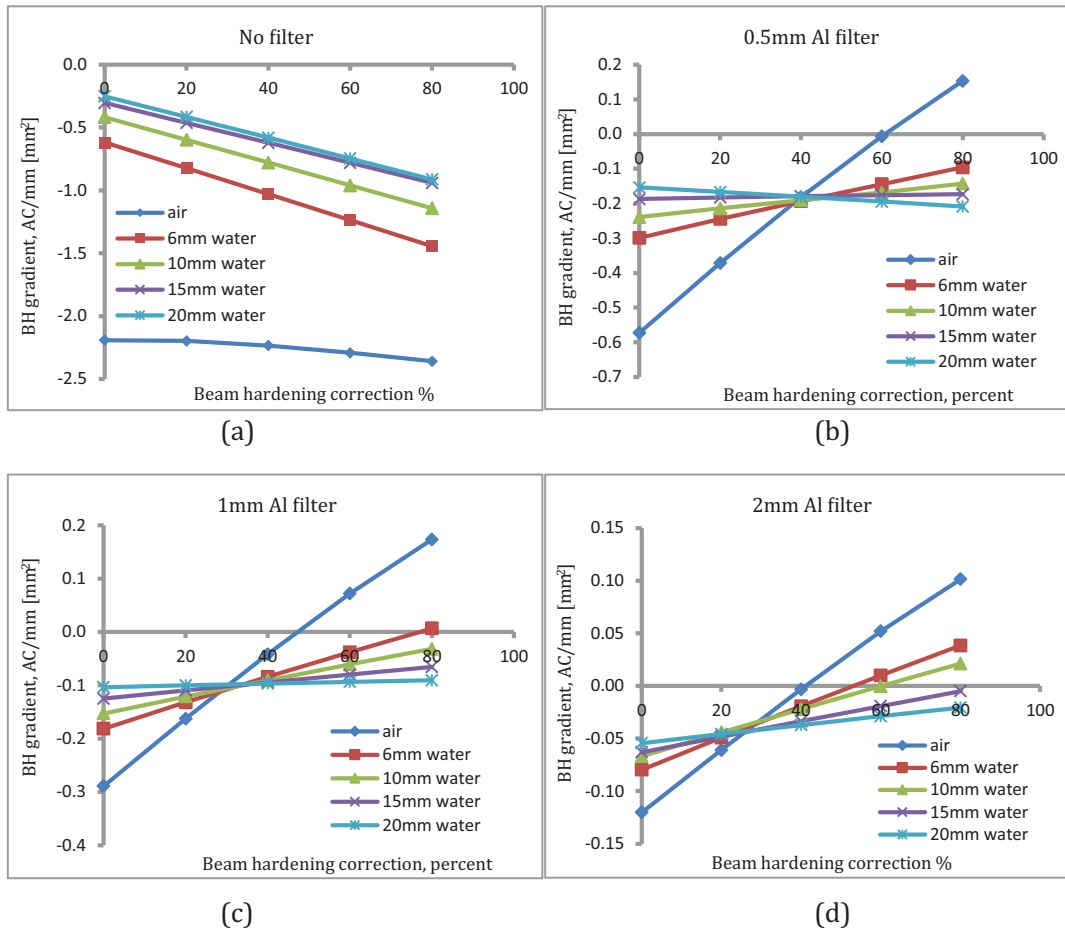 No filter
0.0
-0.5
-1.0
-1.5
-2.0
-2.5
0 20 40 60 80 100
BH gradient, AC/mm [mm²]
air
6mm water
10mm water
15mm water
20mm water
Beam hardening correction %
(a)
0.5mm Al filter
0.2
0.1
0.0
-0.1
-0.2
-0.3
-0.4
-0.5
-0.6
-0.7
0 20 40 60 80 100
BH gradient, AC/mm [mm²]
air
6mm water
10mm water
15mm water
20mm water
Beam hardening correction, percent
(b)
1mm Al filter
0.2
0.1
0.0
-0.1
-0.2
-0.3
-0.4
0 20 40 60 80 100
BH gradient, AC/mm [mm²]
air
6mm water
10mm water
15mm water
20mm water
Beam hardening correction, percent
(c)
2mm Al filter
0.15
0.10
0.05
0.00
-0.05
-0.10
-0.15
0 20 40 60 80 100
BH gradient, AC/mm [mm²]
air
6mm water
10mm water
15mm water
20mm water
Beam hardening correction %
(d)